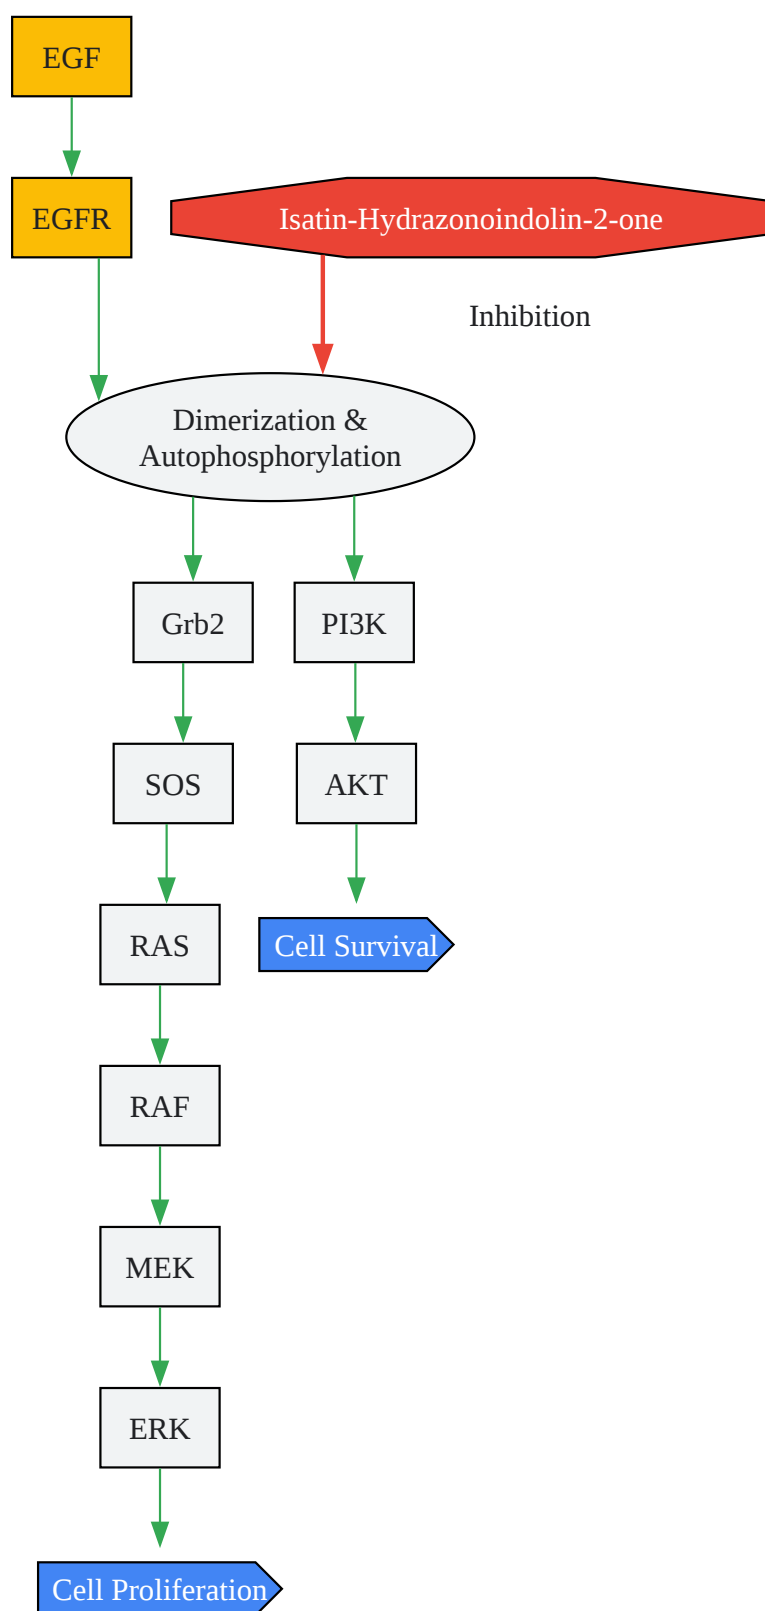 EGF
EGFR
Isatin-Hydrazonoindolin-2-one
Inhibition
Dimerization &
Autophosphorylation
Grb2
PI3K
SOS
AKT
RAS
Cell Survival
RAF
MEK
ERK
Cell Proliferation